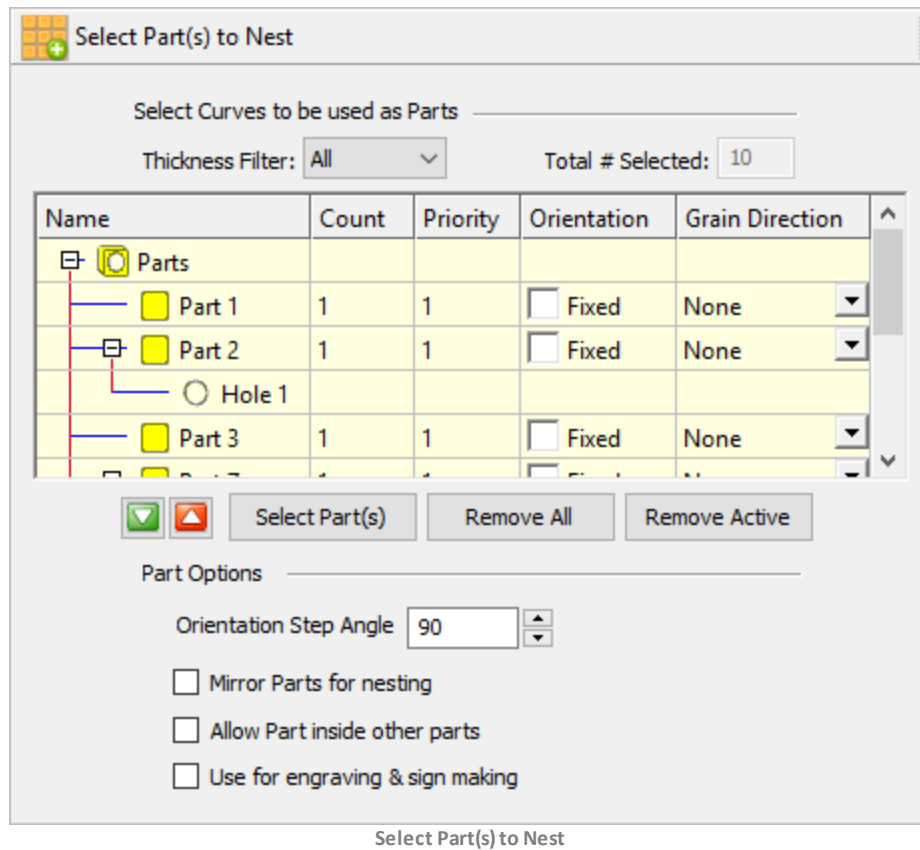 Select Part(s) to Nest
Select Curves to be used as Parts
Thickness Filter: All Total # Selected: 10
Name Count Priority Orientation Grain Direction
Parts
Part 1 1 1 Fixed None
Part 2 1 1 Fixed None
Hole 1
Part 3 1 1 Fixed None
Select Part(s) Remove All Remove Active
Part Options
Orientation Step Angle 90
Mirror Parts for nesting
Allow Part inside other parts
Use for engraving & sign making
Select Part(s) to Nest